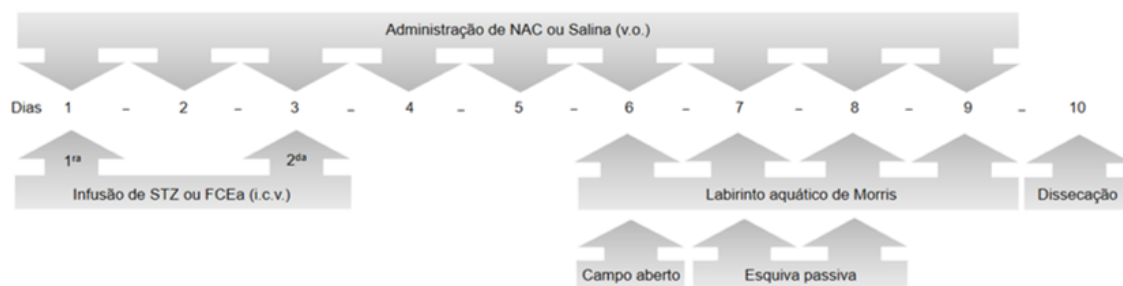 Administração de NAC ou Salina (v.o.)
Dias 1 - 2 - 3 - 4 - 5 - 6 - 7 - 8 - 9 - 10
1ra 2da
Infusão de STZ ou FCEa (i.c.v.) Labirinto aquático de Morris Dissecação
Campo aberto Esquiva passiva